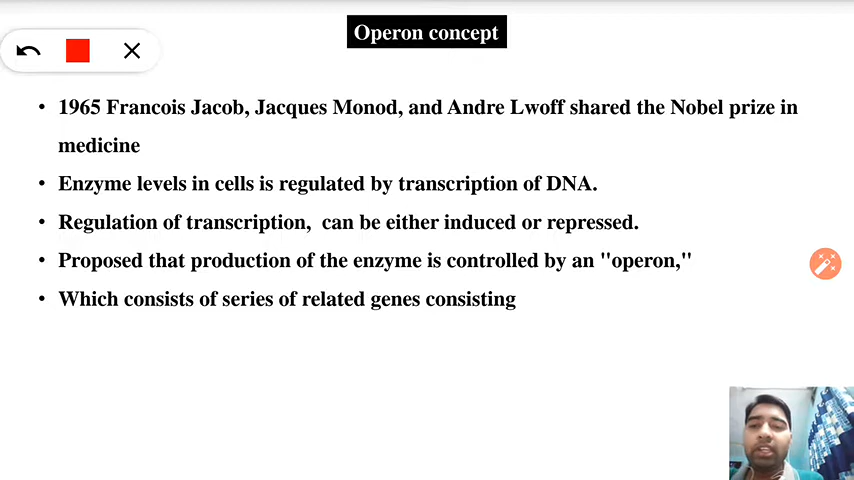 Operon concept
• 1965 Francois Jacob, Jacques Monod, and Andre Lwoff shared the Nobel prize in
medicine
• Enzyme levels in cells is regulated by transcription of DNA.
• Regulation of transcription,  can be either induced or repressed.
• Proposed that production of the enzyme is controlled by an "operon,"
• Which consists of series of related genes consisting